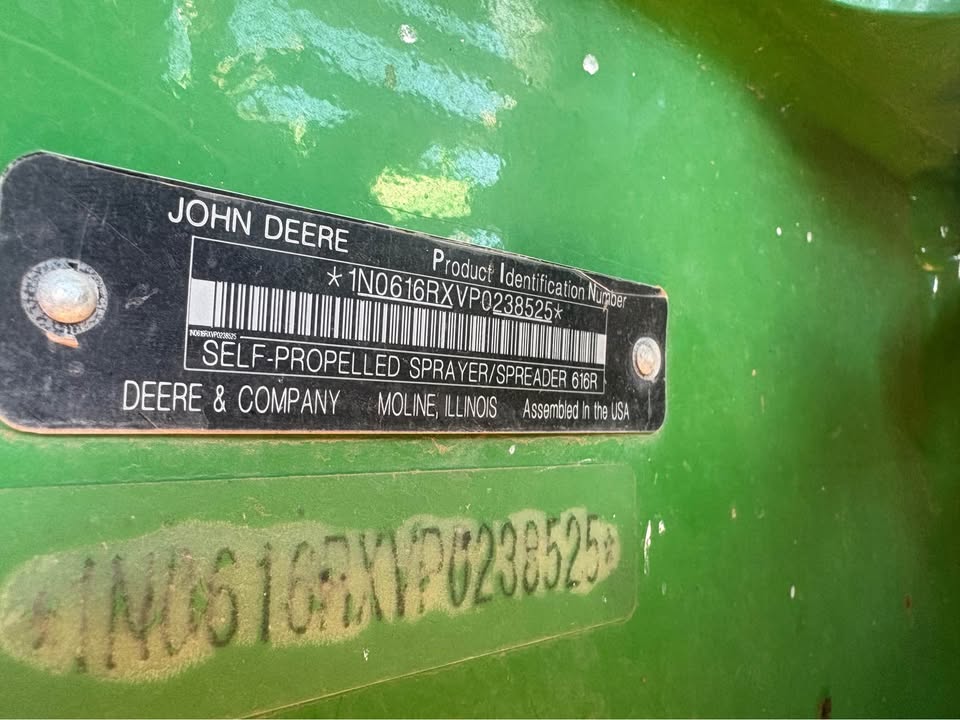 JOHN DEERE
Product Identification Number
*1N0616RXVP0238525*
1N0616RXVP0238525
SELF-PROPELLED SPRAYER/SPREADER 616R
DEERE & COMPANY MOLINE, ILLINOIS Assembled In the USA
*1N0616RXVP0238525*